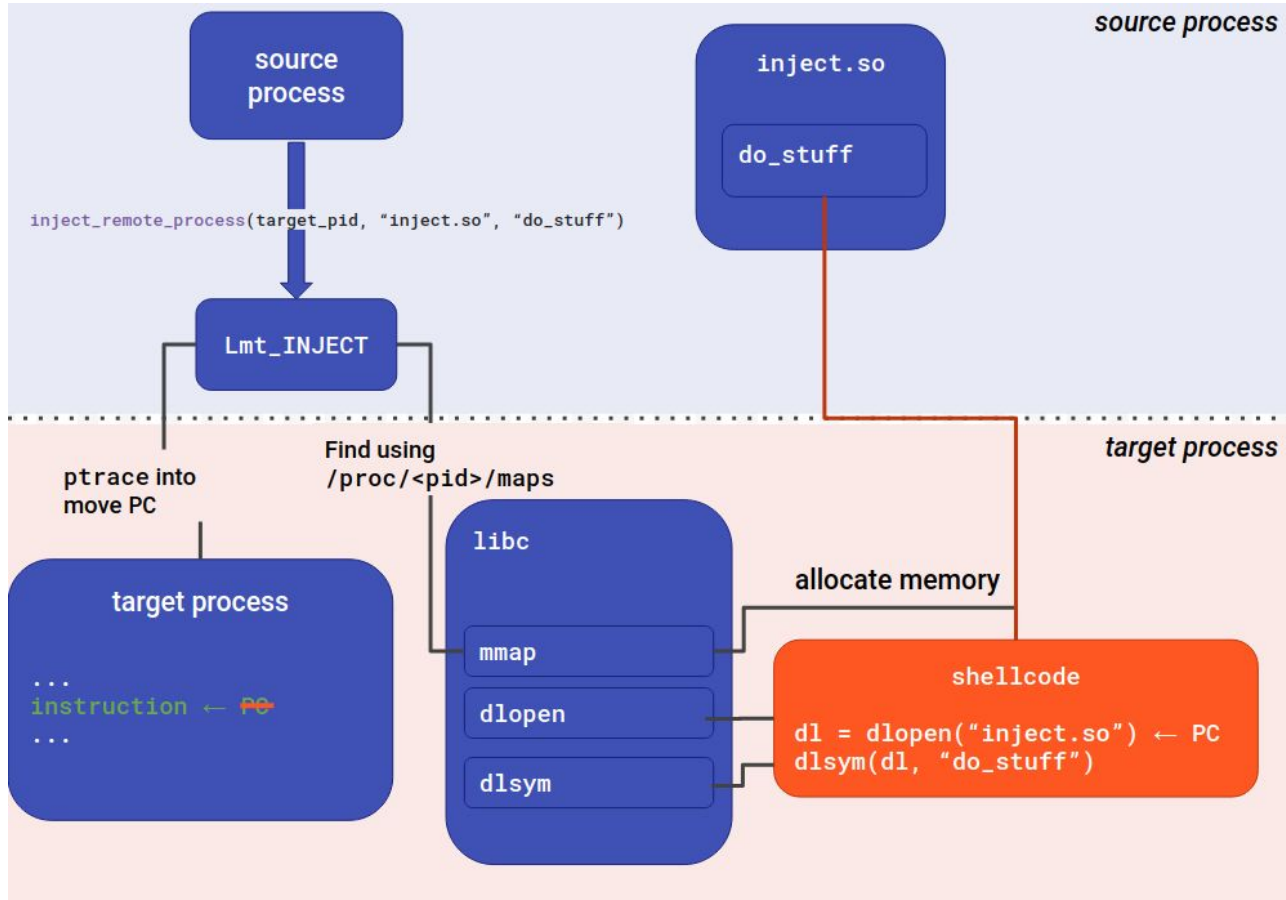 source process
source
process
inject.so
do_stuff
inject_remote_process(target_pid, “inject.so”, “do_stuff”)
Lmt_INJECT
target process
ptrace into
move PC
Find using
/proc/<pid>/maps
libc
allocate memory
target process
mmap
shellcode
...
instruction ← PC
...
dlopen
dl = dlopen(“inject.so”) ← PC
dlsym(dl, “do_stuff”)
dlsym